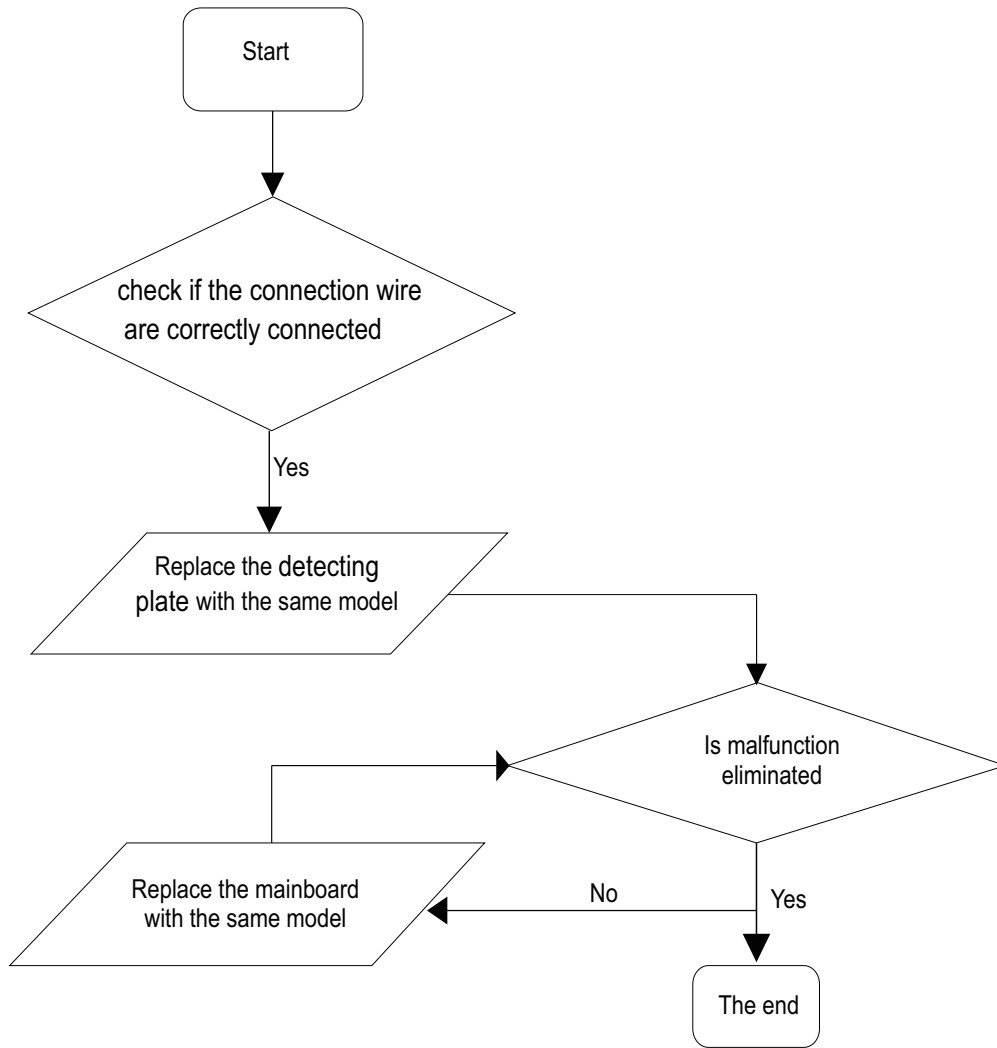 Start
check if the connection wire
are correctly connected
Yes
Replace the detecting
plate with the same model
Is malfunction
eliminated
Replace the mainboard
with the same model
No
Yes
The end